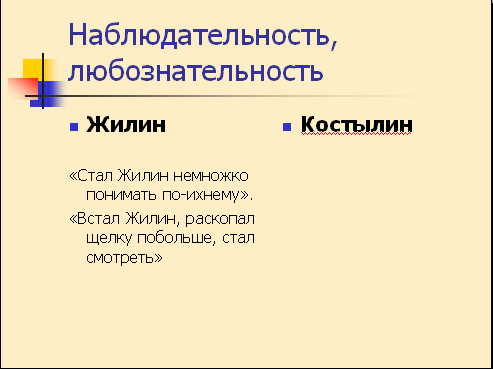 Наблюдательность,
любознательность
Жилин
Костылин
«Стал Жилин немножко
понимать по-ихнему».
«Встал Жилин, раскопал
щелку побольше, стал
смотреть»